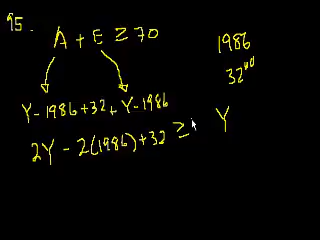 95.
A + E ≥ 70
1986
32nd
Y - 1986 + 32 + Y - 1986
2Y - 2(1986) + 32 ≥
Y